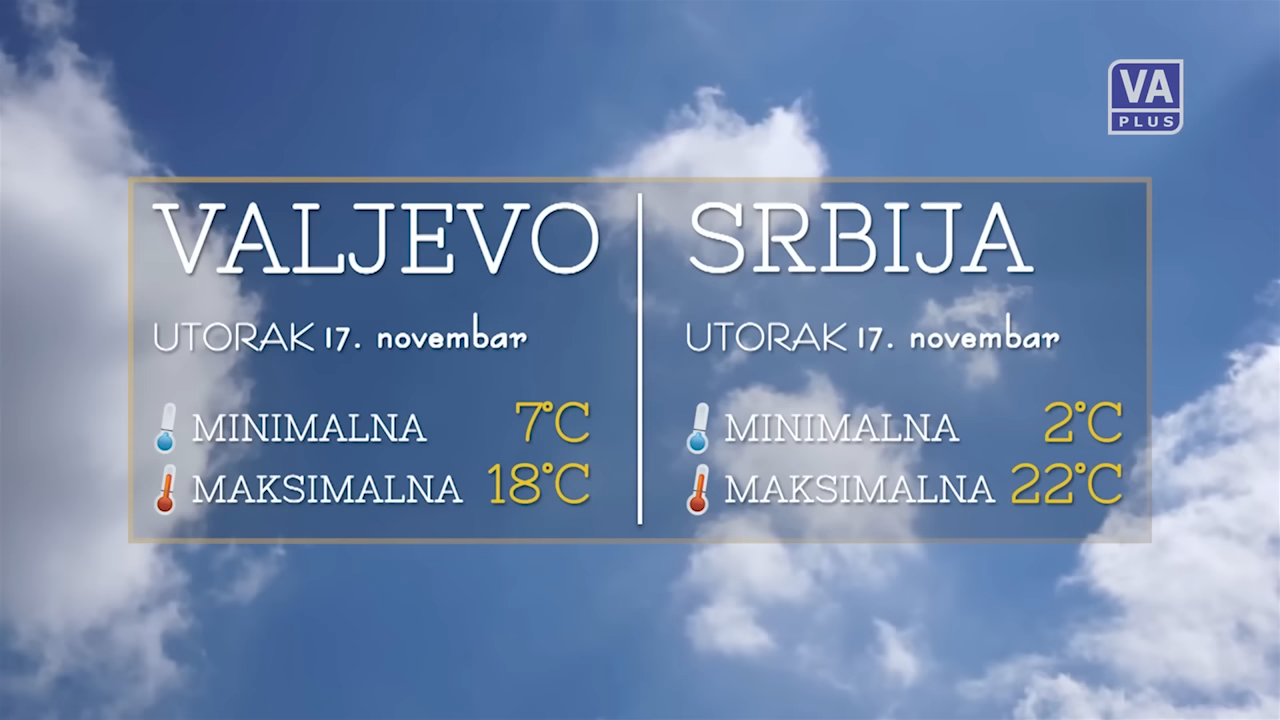 VA
PLUS
VALJEVO
UTORAK 17. novembar
MINIMALNA 7°C
MAKSIMALNA 18°C
SRBIJA
UTORAK 17. novembar
MINIMALNA 2°C
MAKSIMALNA 22°C